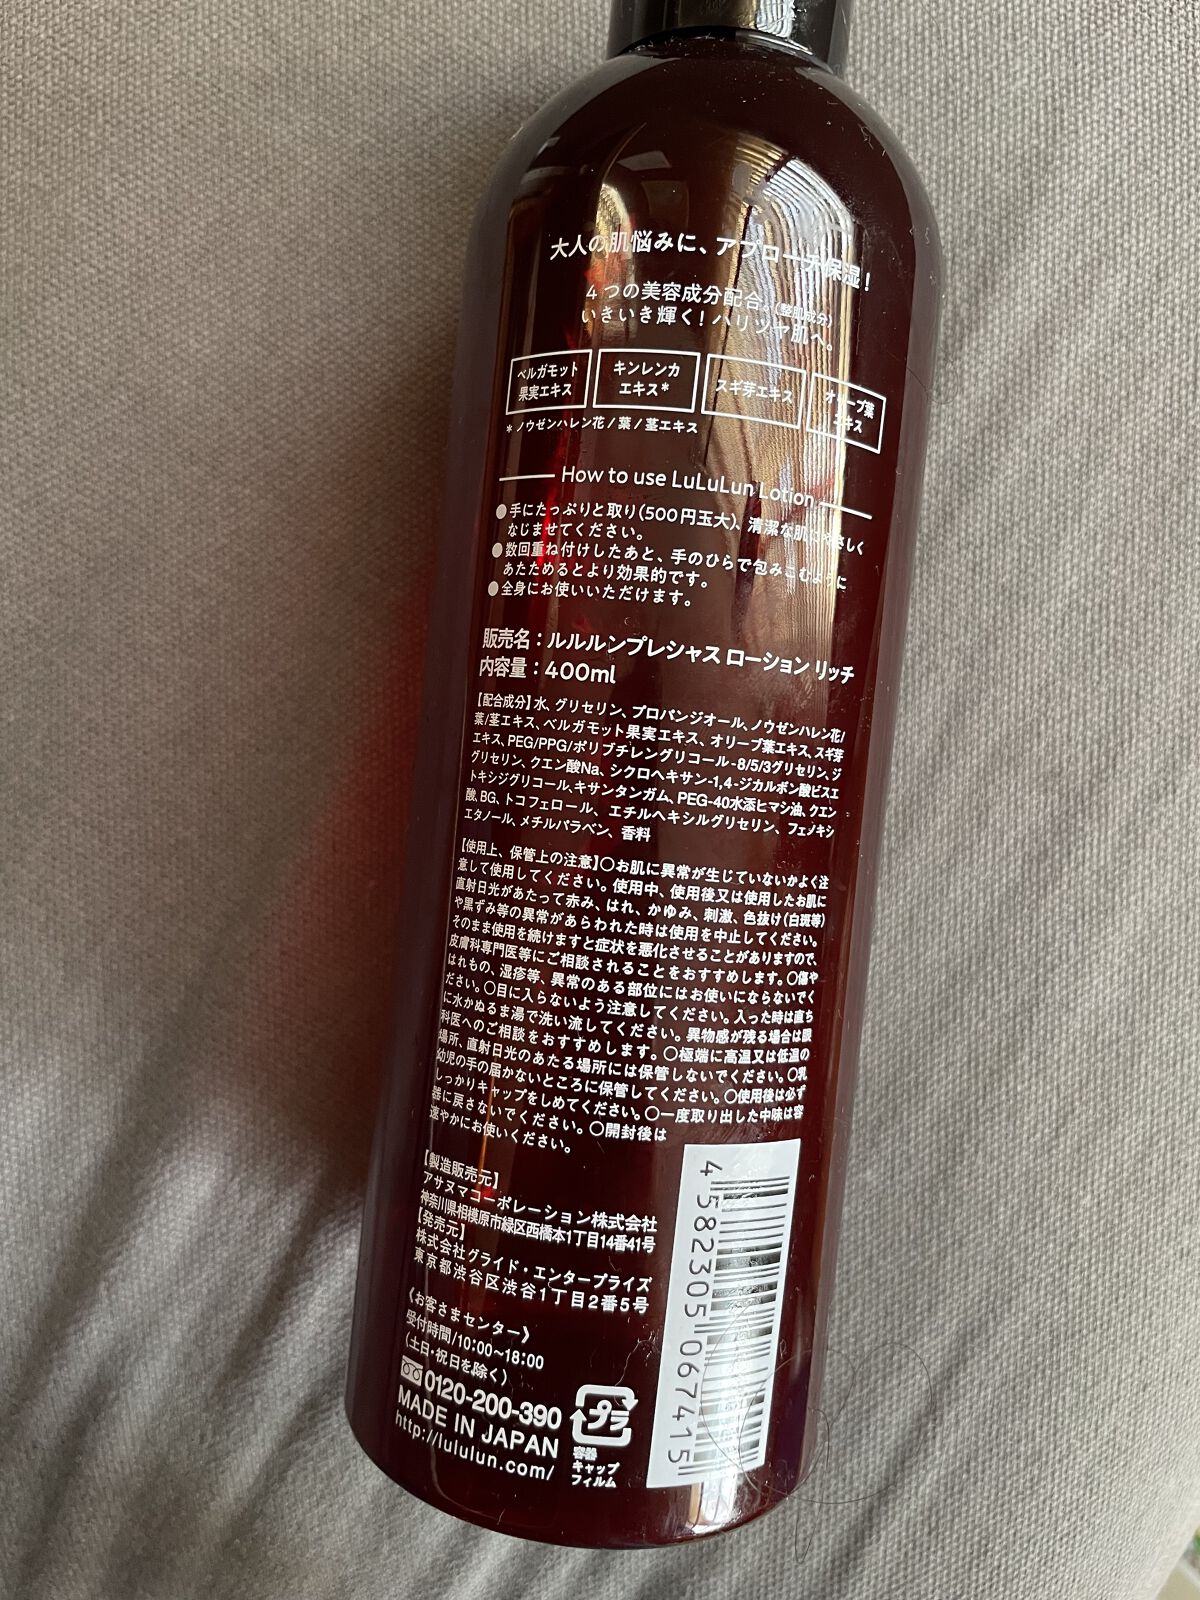 大人の肌悩みに、アプローチ保湿!
4つの美容成分配合。(整肌成分)
いきいき輝く!ハリツヤ肌へ。
ベルガモット
果実エキス
キンレンカ
エキス*
スギ芽エキス
オリーブ葉
エキス
*ノウゼンハレン花/葉/茎エキス
How to use LuLuLun Lotion
●手にたっぷりと取り(500円玉大)、清潔な肌にやさしく
なじませてください。
●数回重ね付けしたあと、手のひらで包みこむように
あたためるとより効果的です。
●全身にお使いいただけます。
販売名:ルルルンプレシャス ローション リッチ
内容量:400ml
【配合成分】水、グリセリン、プロパンジオール、ノウゼンハレン花/
葉/茎エキス、ベルガモット果実エキス、オリーブ葉エキス、スギ芽
エキス、PEG/PPG/ポリブチレングリコール-8/5/3グリセリン、ジ
グリセリン、クエン酸Na、シクロヘキサン-1,4-ジカルボン酸ビスエ
トキシジグリコール、キサンタンガム、PEG-40水添ヒマシ油、クエン
酸、BG、トコフェロール、エチルヘキシルグリセリン、フェノキシ
エタノール、メチルパラベン、香料
【使用上、保管上の注意】〇お肌に異常が生じていないかよく注
意して使用してください。使用中、使用後又は使用したお肌に
直射日光があたって赤み、はれ、かゆみ、刺激、色抜け(白斑等)
や黒ずみ等の異常があらわれた時は使用を中止してください。
そのまま使用を続けますと症状を悪化させることがありますので、
皮膚科専門医等にご相談されることをおすすめします。〇傷や
はれもの、湿疹等、異常のある部位にはお使いにならないでく
ださい。〇目に入らないよう注意してください。入った時は直ち
に水かぬるま湯で洗い流してください。異物感が残る場合は眼
科医へのご相談をおすすめします。〇極端に高温又は低温の
場所、直射日光のあたる場所には保管しないでください。〇乳
幼児の手の届かないところに保管してください。〇使用後は必ず
しっかりキャップをしめてください。〇一度取り出した中味は容
器に戻さないでください。〇開封後は
速やかにお使いください。
【製造販売元】
アサヌマコーポレーション株式会社
神奈川県相模原市緑区西橋本1丁目14番41号
【発売元】
株式会社グライド・エンタープライズ
東京都渋谷区渋谷1丁目2番5号
《お客さまセンター》
受付時間/10:00~18:00
(土日・祝日を除く)
0120-200-390
MADE IN JAPAN
http://lululun.com/
プラ
容器
キャップ
フィルム
4 582305 067415